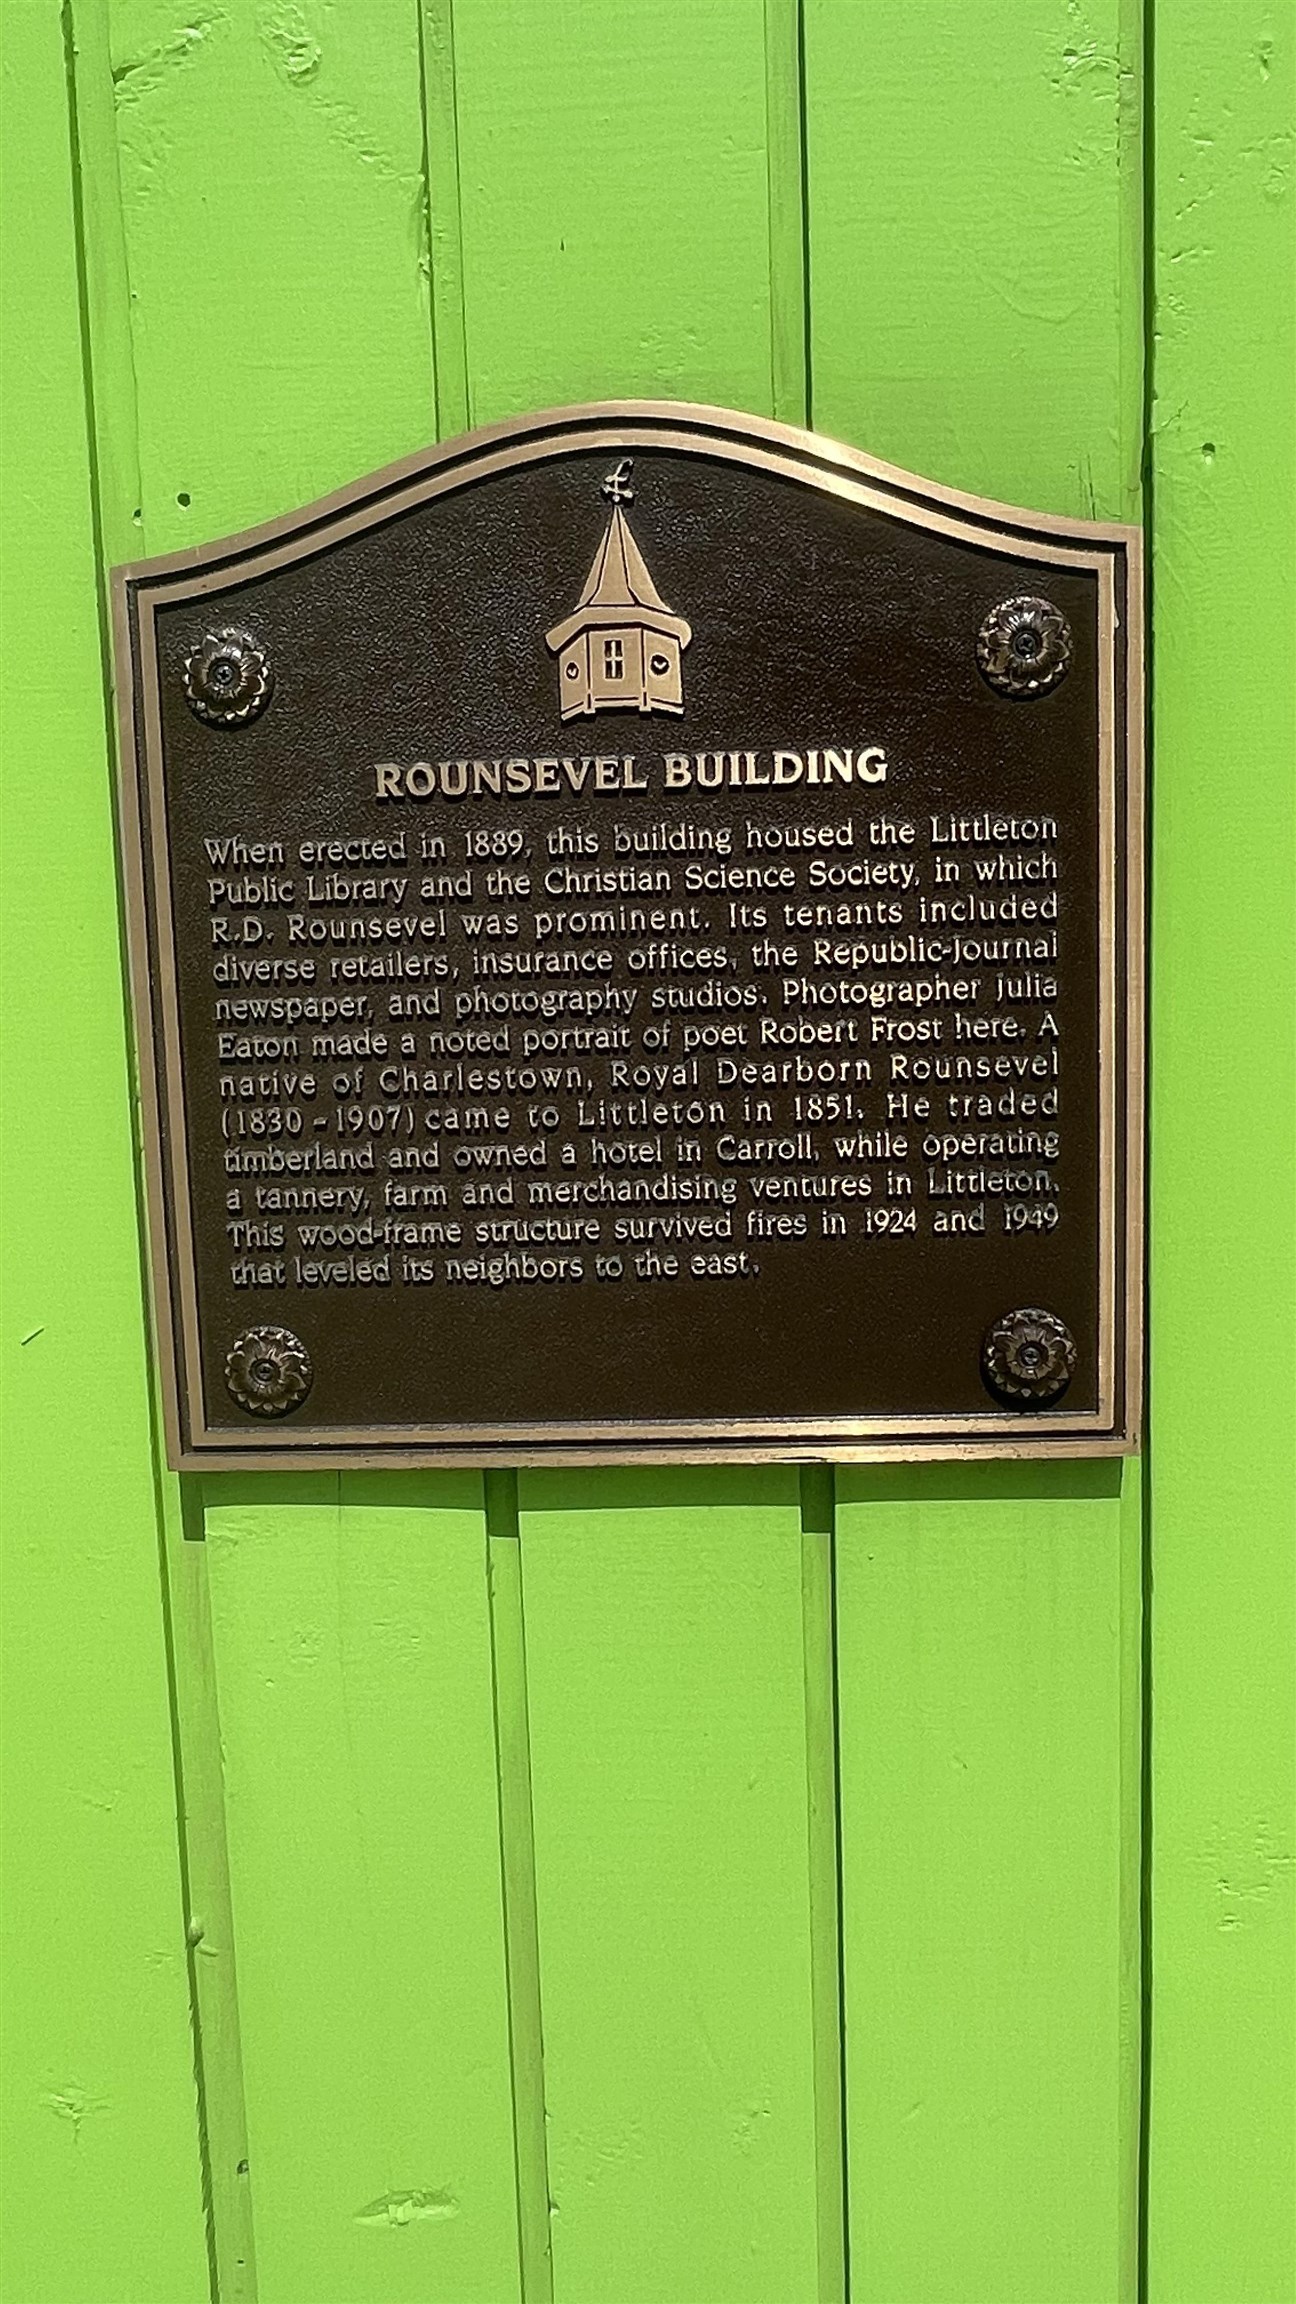 ROUNSEVEL BUILDING
When erected in 1889, this building housed the Littleton
Public Library and the Christian Science Society, in which
R.D. Rounsevel was prominent. Its tenants included
diverse retailers, insurance offices, the Republic-Journal
newspaper, and photography studios. Photographer Julia
Eaton made a noted portrait of poet Robert Frost here. A
native of Charlestown, Royal Dearborn Rounsevel
(1830 - 1907) came to Littleton in 1851. He traded
timberland and owned a hotel in Carroll, while operating
a tannery, farm and merchandising ventures in Littleton.
This wood-frame structure survived fires in 1924 and 1949
that leveled its neighbors to the east.